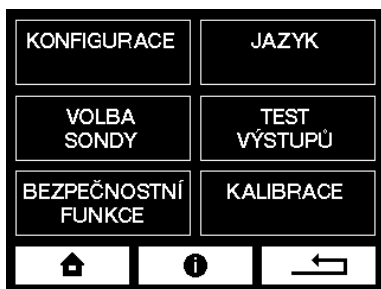 KONFIGURACE
JAZYK
VOLBA
SONDY
TEST
VÝSTUPŮ
BEZPEČNOSTNÍ
FUNKCE
KALIBRACE